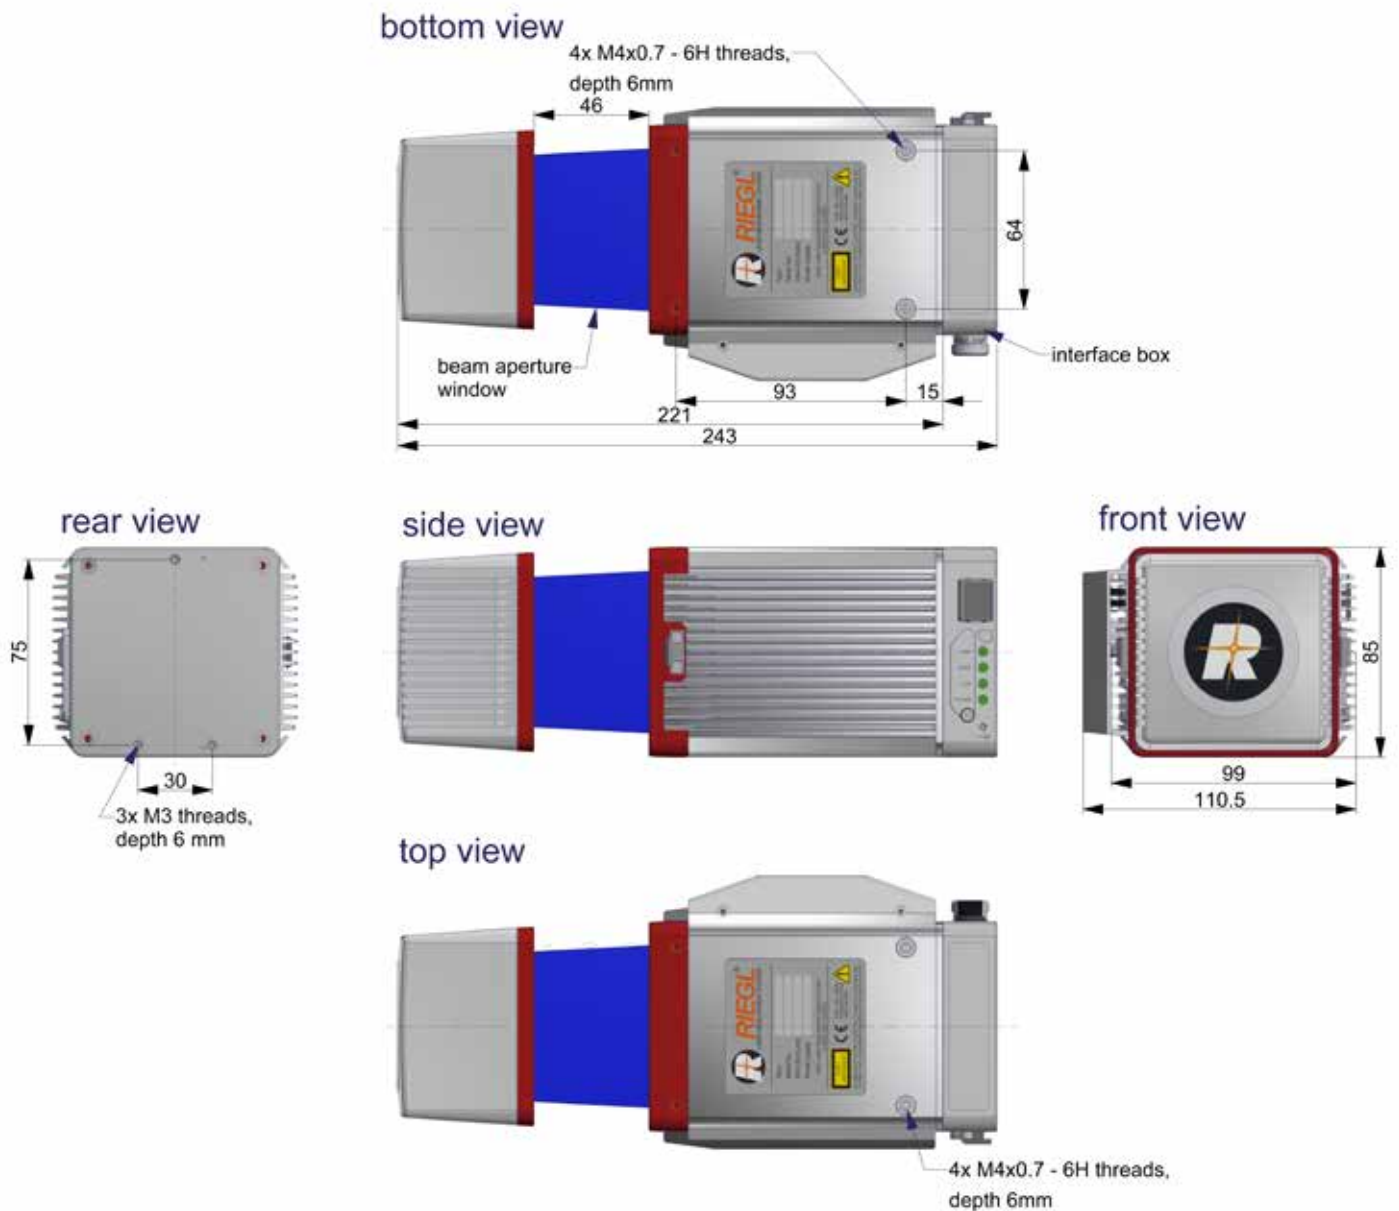 bottom view
4x M4x0.7 - 6H threads,
depth 6mm
46
64
RIEGL
CE
beam aperture
window
interface box
93
15
221
243
rear view
side view
front view
75
30
3x M3 threads,
depth 6 mm
85
99
110.5
R
top view
RIEGL
CE
4x M4x0.7 - 6H threads,
depth 6mm